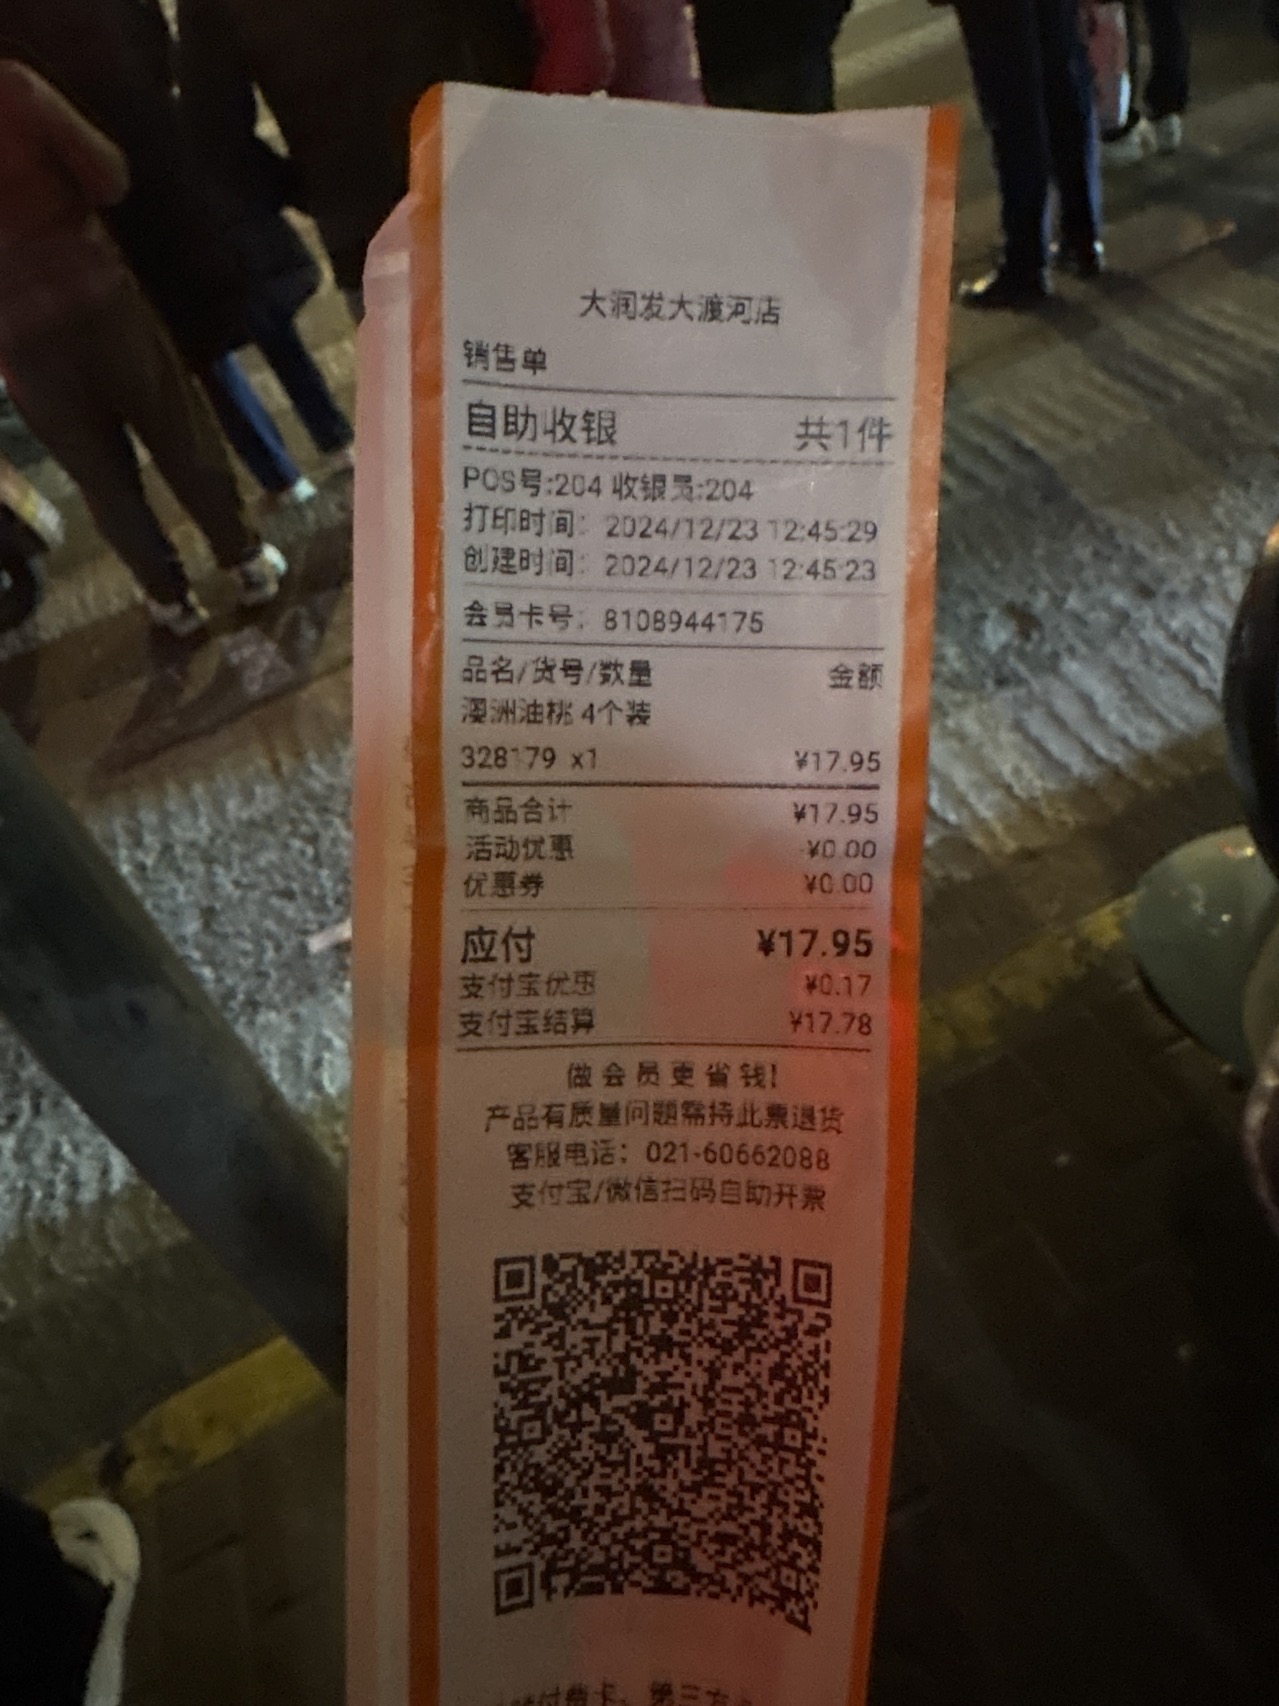 大润发大渡河店
销售单
自助收银 共1件
POS号:204 收银员:204
打印时间: 2024/12/23 12:45:29
创建时间: 2024/12/23 12:45:23
会员卡号: 8108944175
品名/货号/数量 金额
澳洲油桃 4个装
328179 x1 ¥17.95
商品合计 ¥17.95
活动优惠 -¥0.00
优惠券 ¥0.00
应付 ¥17.95
支付宝优惠 ¥0.17
支付宝结算 ¥17.78
做会员更省钱!
产品有质量问题需持此票退货
客服电话: 021-60662088
支付宝/微信扫码自助开票
付费卡、第三方